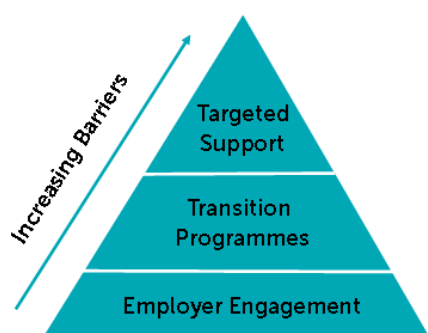 Increasing Barriers
Targeted
Support
Transition
Programmes
Employer Engagement